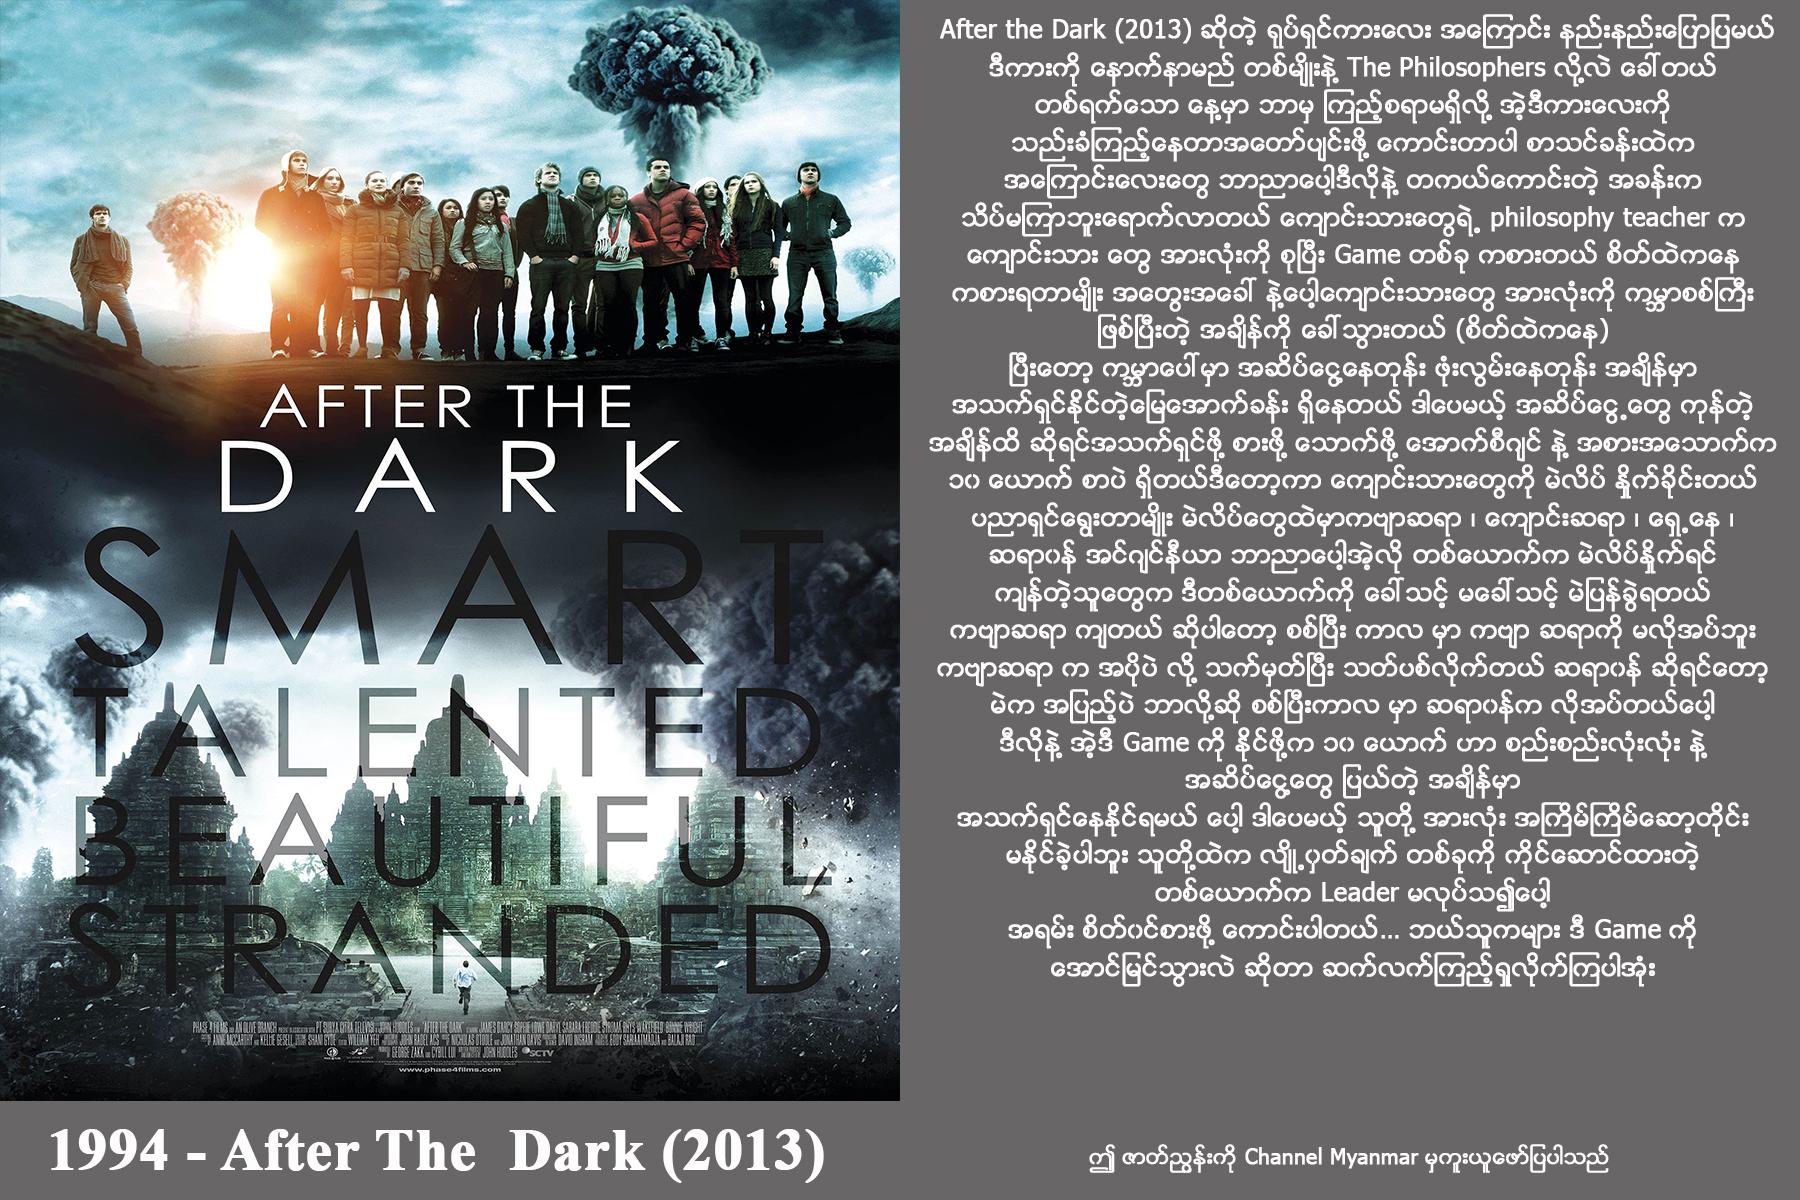 AFTER THE
DARK
SMART
TALENTED
BEAUTIFUL
STRANDED
www.phase4films.com
1994 - After The Dark (2013)
After the Dark (2013) ဆိုတဲ့ ရုပ်ရှင်ကားလေး အကြောင်း နည်းနည်းပြောပြမယ်
ဒီကားကို နောက်နာမည် တစ်မျိုးနဲ့ The Philosophers လို့လဲ ခေါ်တယ်
တစ်ရက်သော နေ့မှာ ဘာမှ ကြည့်စရာမရှိလို့ အဲ့ဒီကားလေးကို
သည်းခံကြည့်နေတာအတော်ပျင်းဖို့ ကောင်းတာပါ စာသင်ခန်းထဲက
အကြောင်းလေးတွေ ဘာညာပေါ့ဒီလိုနဲ့ တကယ်ကောင်းတဲ့ အခန်းက
သိပ်မကြာဘူးရောက်လာတယ် ကျောင်းသားတွေရဲ့ philosophy teacher က
ကျောင်းသား တွေ အားလုံးကို စုပြီး Game တစ်ခု ကစားတယ် စိတ်ထဲကနေ
ကစားရတာမျိုး အတွေးအခေါ် နဲ့ပေါ့ကျောင်းသားတွေ အားလုံးကို ကမ္ဘာစစ်ကြီး
ဖြစ်ပြီးတဲ့ အချိန်ကို ခေါ်သွားတယ် (စိတ်ထဲကနေ)
ပြီးတော့ ကမ္ဘာပေါ်မှာ အဆိပ်ငွေ့နေတုန်း ဖုံးလွမ်းနေတုန်း အချိန်မှာ
အသက်ရှင်နိုင်တဲ့မြေအောက်ခန်း ရှိနေတယ် ဒါပေမယ့် အဆိပ်ငွေ့တွေ ကုန်တဲ့
အချိန်ထိ ဆိုရင်အသက်ရှင်ဖို့ စားဖို့ သောက်ဖို့ အောက်စီဂျင် နဲ့ အစားအသောက်က
၁၀ ယောက် စာပဲ ရှိတယ်ဒီတော့ကာ ကျောင်းသားတွေကို မဲလိပ် နှိုက်ခိုင်းတယ်
ပညာရှင်ရွေးတာမျိုး မဲလိပ်တွေထဲမှာကဗျာဆရာ ၊ ကျောင်းဆရာ ၊ ရှေ့နေ ၊
ဆရာဝန် အင်ဂျင်နီယာ ဘာညာပေါ့အဲ့လို တစ်ယောက်က မဲလိပ်နှိုက်ရင်
ကျန်တဲ့သူတွေက ဒီတစ်ယောက်ကို ခေါ်သင့် မခေါ်သင့် မဲပြန်ခွဲရတယ်
ကဗျာဆရာ ကျတယ် ဆိုပါတော့ စစ်ပြီး ကာလ မှာ ကဗျာ ဆရာကို မလိုအပ်ဘူး
ကဗျာဆရာ က အပိုပဲ လို့ သက်မှတ်ပြီး သတ်ပစ်လိုက်တယ် ဆရာဝန် ဆိုရင်တော့
မဲက အပြည့်ပဲ ဘာလို့ဆို စစ်ပြီးကာလ မှာ ဆရာဝန်က လိုအပ်တယ်ပေါ့
ဒီလိုနဲ့ အဲ့ဒီ Game ကို နိုင်ဖို့က ၁၀ ယောက် ဟာ စည်းစည်းလုံးလုံး နဲ့
အဆိပ်ငွေ့တွေ ပြယ်တဲ့ အချိန်မှာ
အသက်ရှင်နေနိုင်ရမယ် ပေါ့ ဒါပေမယ့် သူတို့ အားလုံး အကြိမ်ကြိမ်ဆော့တိုင်း
မနိုင်ခဲ့ပါဘူး သူတို့ထဲက လျို့ဝှတ်ချက် တစ်ခုကို ကိုင်ဆောင်ထားတဲ့
တစ်ယောက်က Leader မလုပ်သ၍ပေါ့
အရမ်း စိတ်ဝင်စားဖို့ ကောင်းပါတယ်... ဘယ်သူကများ ဒီ Game ကို
အောင်မြင်သွားလဲ ဆိုတာ ဆက်လက်ကြည့်ရှုလိုက်ကြပါအုံး
ဤ ဇာတ်ညွှန်းကို Channel Myanmar မှကူးယူဖော်ပြပါသည်